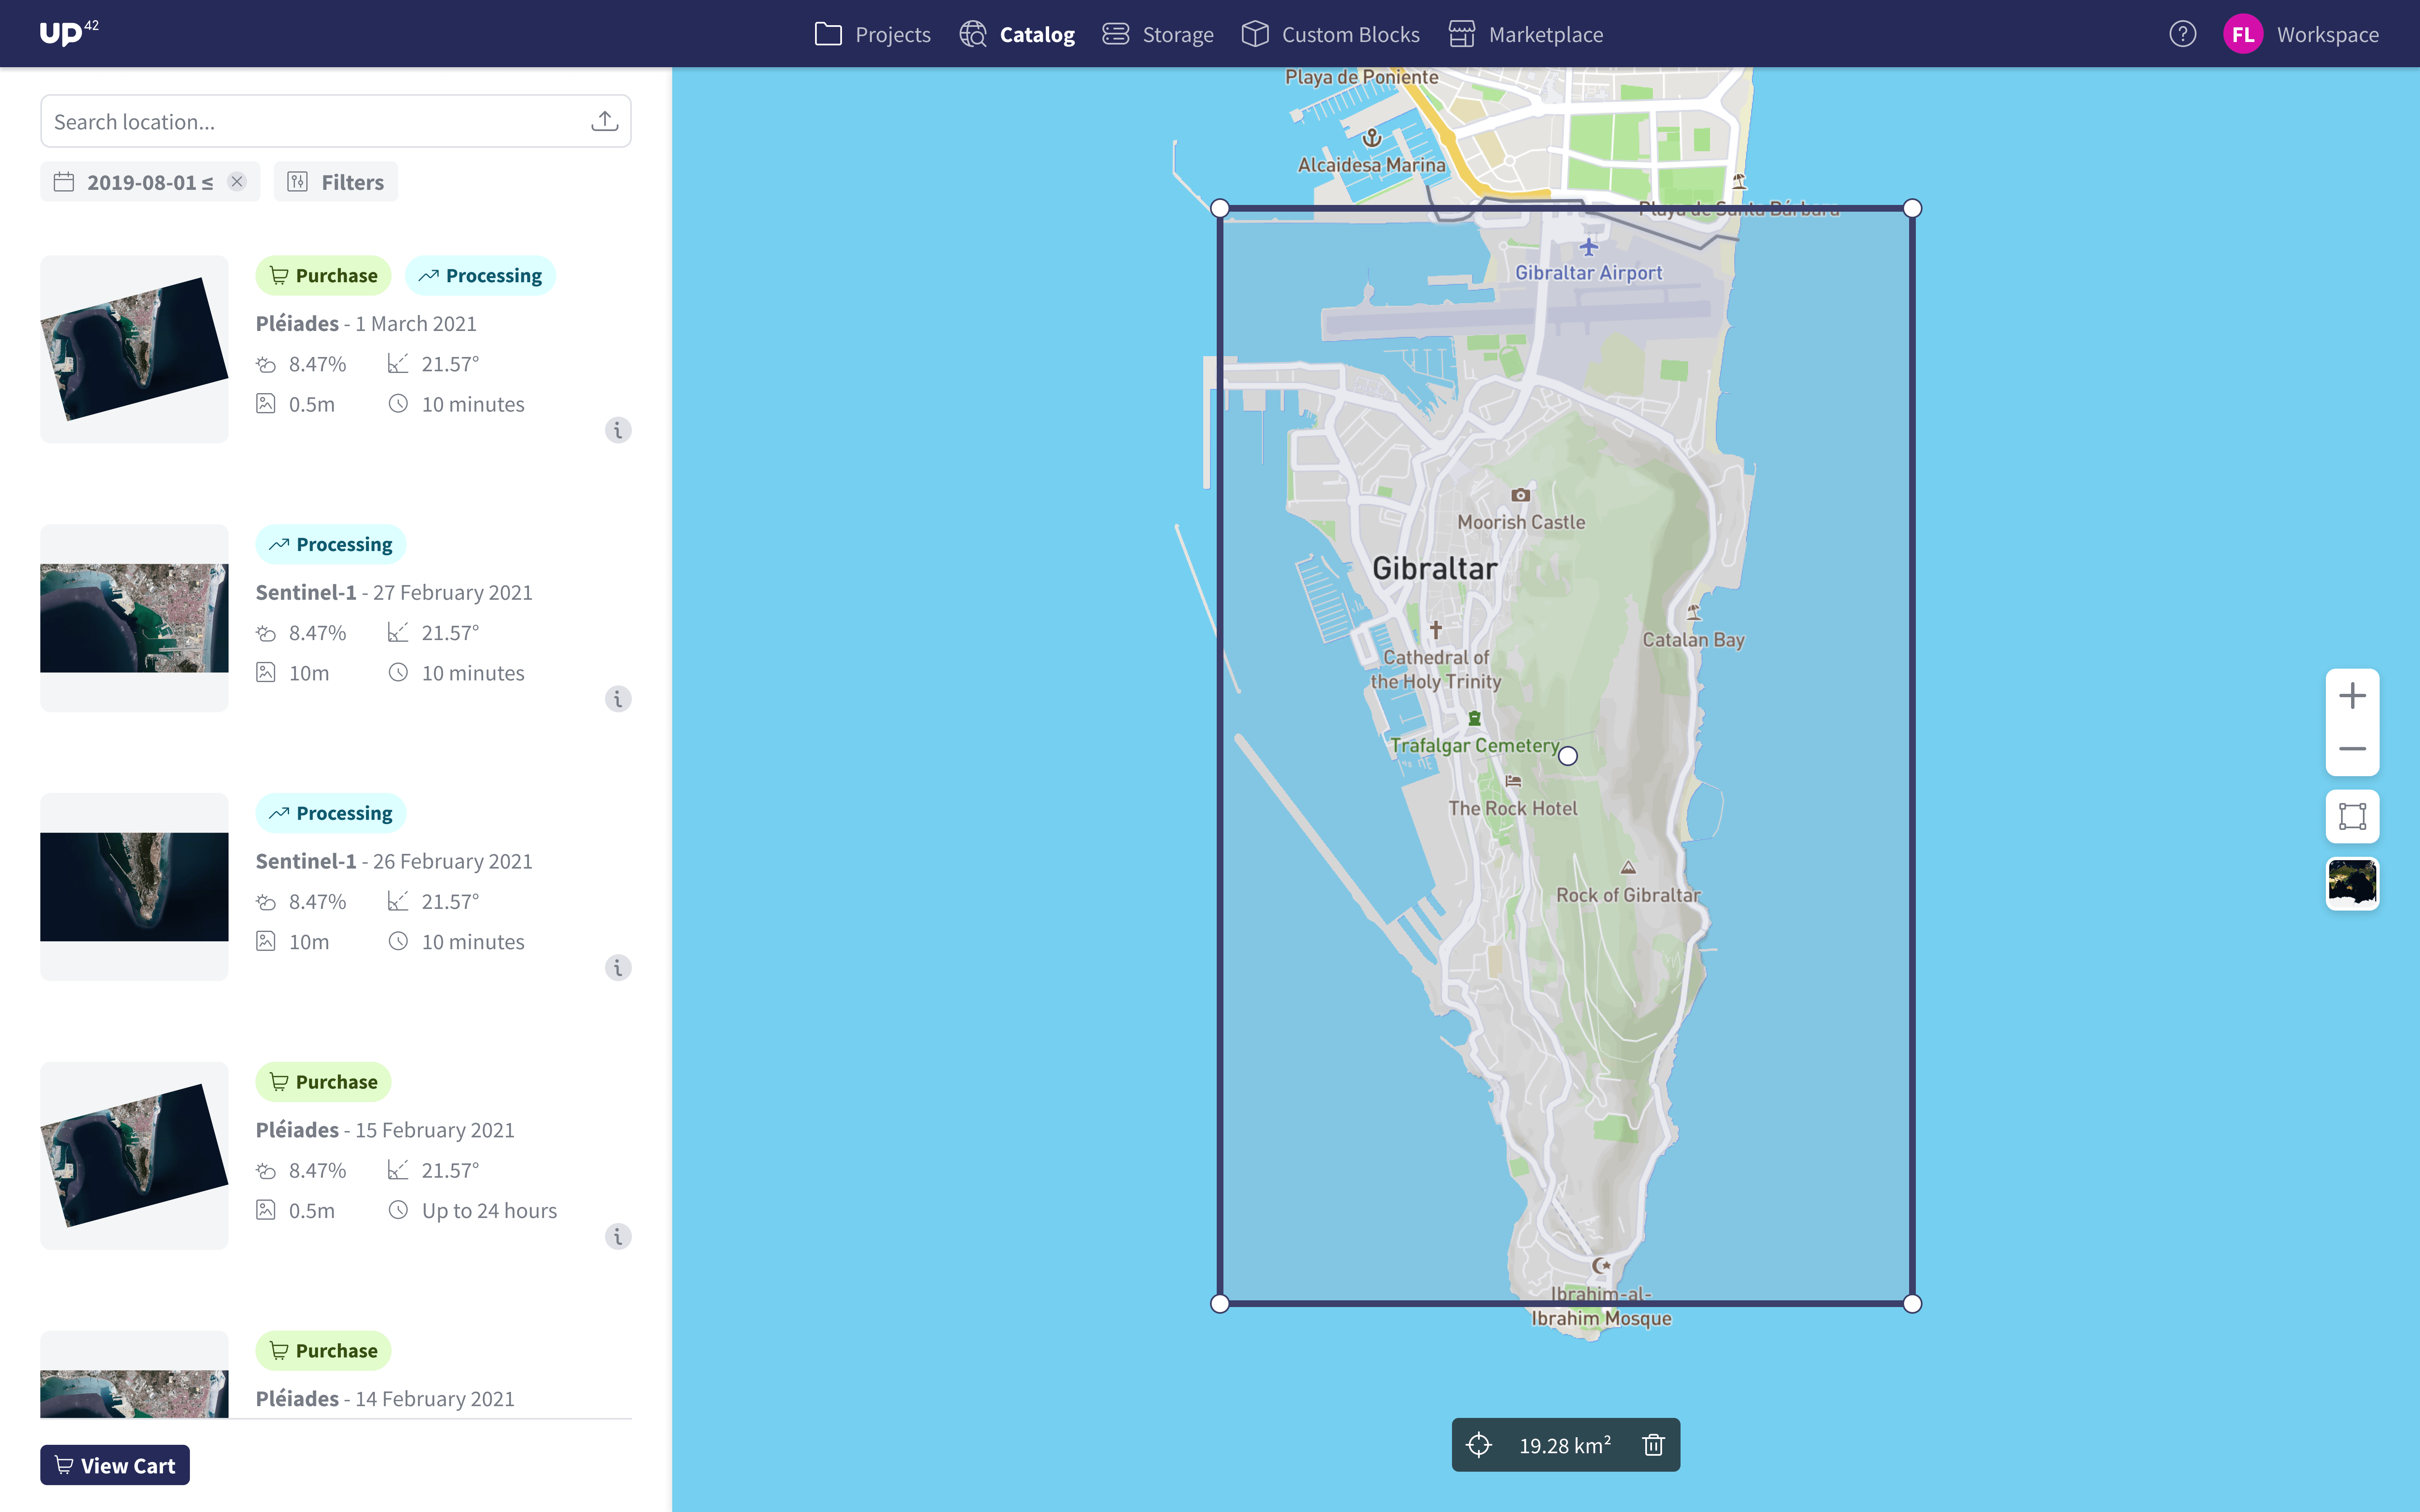 UP42
Projects
Catalog
Storage
Custom Blocks
Marketplace
?
FL
Workspace
Search location...
2019-08-01 ≤
Filters
Purchase
Processing
Pléiades - 1 March 2021
8.47%
21.57°
0.5m
10 minutes
i
Processing
Sentinel-1 - 27 February 2021
8.47%
21.57°
10m
10 minutes
i
Processing
Sentinel-1 - 26 February 2021
8.47%
21.57°
10m
10 minutes
i
Purchase
Pléiades - 15 February 2021
8.47%
21.57°
0.5m
Up to 24 hours
i
Purchase
Pléiades - 14 February 2021
View Cart
Playa de Poniente
Alcaidesa Marina
Playa de Santa Bárbara
Gibraltar Airport
Moorish Castle
Gibraltar
Catalan Bay
Cathedral of
the Holy Trinity
Trafalgar Cemetery
The Rock Hotel
Rock of Gibraltar
Ibrahim-al-
Ibrahim Mosque
19.28 km²